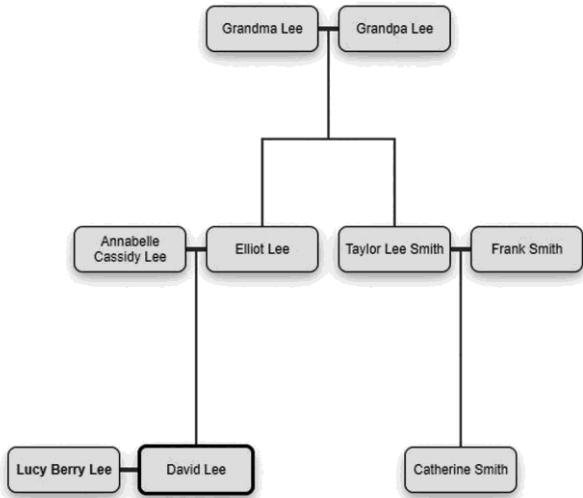 Grandma Lee
Grandpa Lee
Annabelle
Cassidy Lee
Elliot Lee
Taylor Lee Smith
Frank Smith
Lucy Berry Lee
David Lee
Catherine Smith